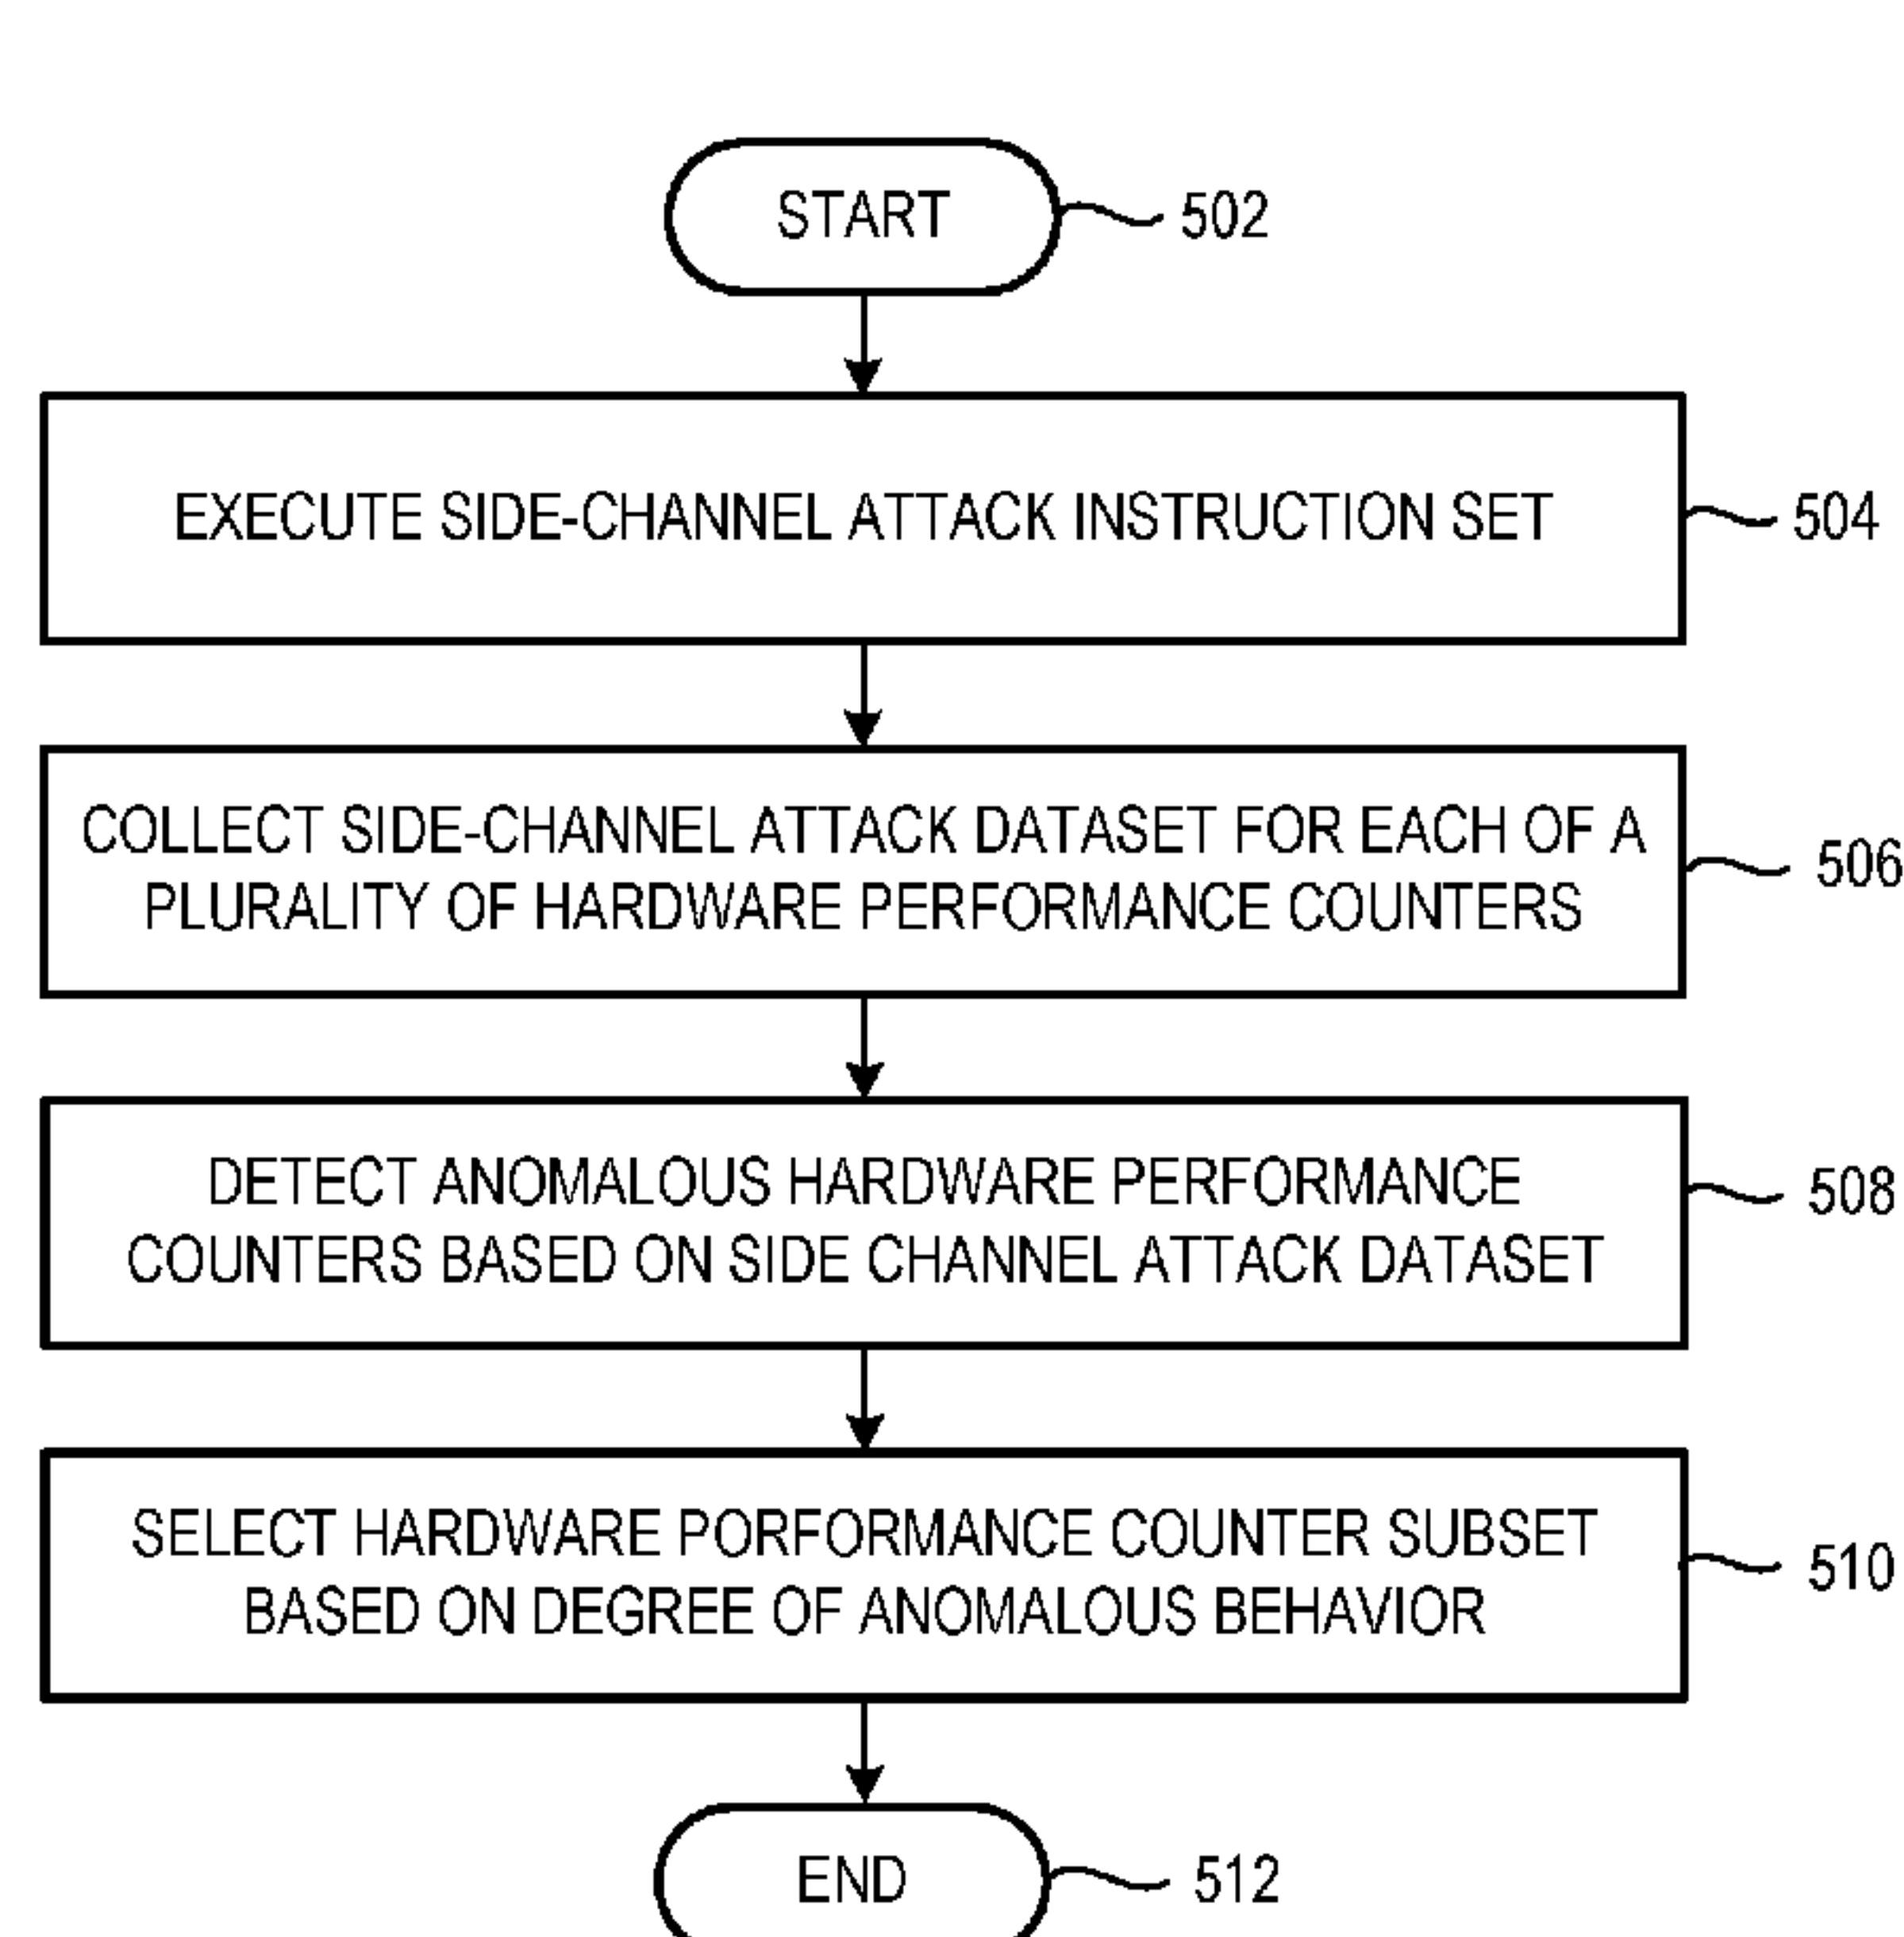 START
502
EXECUTE SIDE-CHANNEL ATTACK INSTRUCTION SET
504
COLLECT SIDE-CHANNEL ATTACK DATASET FOR EACH OF A
PLURALITY OF HARDWARE PERFORMANCE COUNTERS
506
DETECT ANOMALOUS HARDWARE PERFORMANCE
COUNTERS BASED ON SIDE CHANNEL ATTACK DATASET
508
SELECT HARDWARE PORFORMANCE COUNTER SUBSET
BASED ON DEGREE OF ANOMALOUS BEHAVIOR
510
END
512